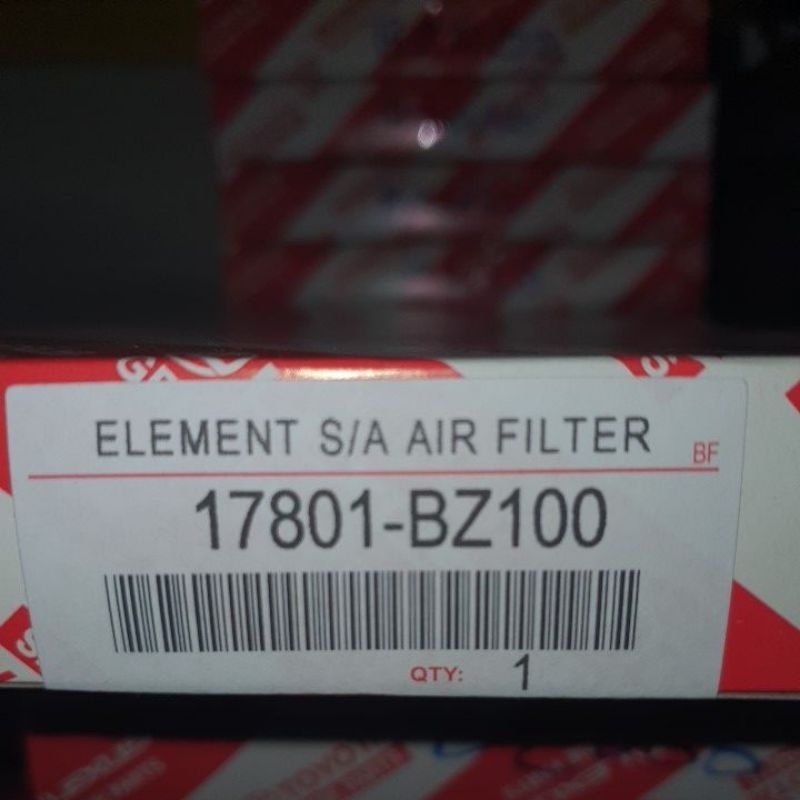 ELEMENT S/A AIR FILTER
BF
17801-BZ100
QTY: 1